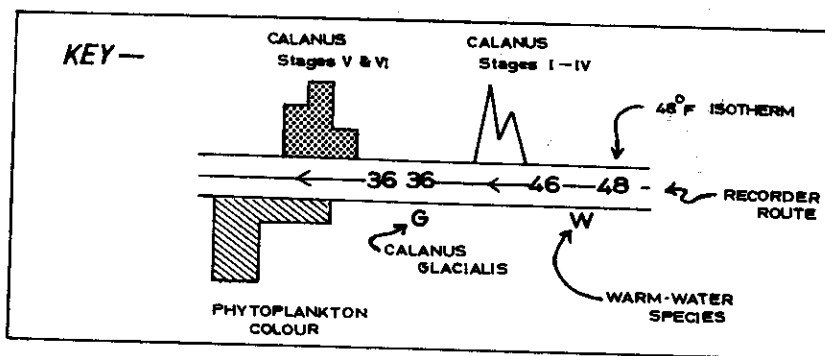 KEY—
CALANUS
Stages V & VI
CALANUS
Stages I – IV
48°F ISOTHERM
36 36 46 48
RECORDER
ROUTE
G
W
CALANUS
GLACIALIS
WARM-WATER
SPECIES
PHYTOPLANKTON
COLOUR